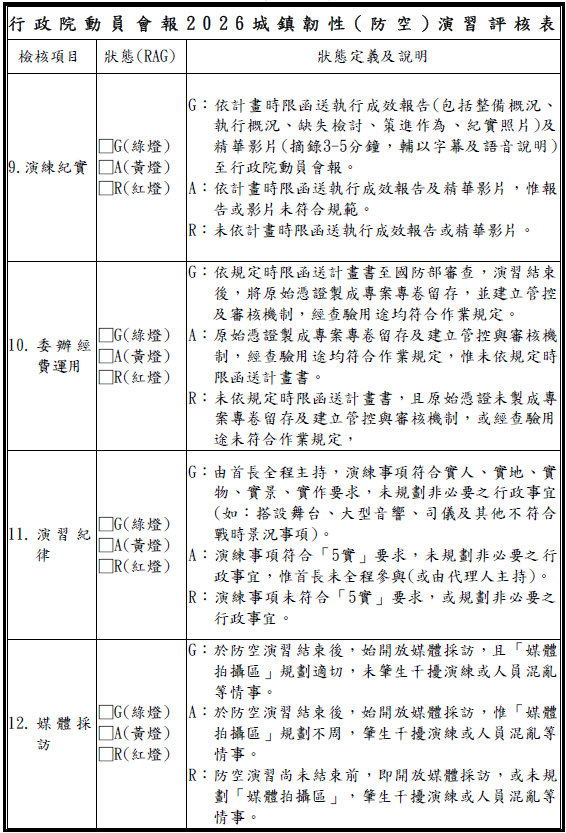 行政院動員會報2026城鎮韌性(防空)演習評核表
檢核項目
狀態(RAG)
狀態定義及說明
9.演練紀實
□G(綠燈)
□A(黃燈)
□R(紅燈)
G：依計畫時限函送執行成效報告(包括整備概況、
執行概況、缺失檢討、策進作為、紀實照片)及
精華影片(摘錄3-5分鐘，輔以字幕及語音說明)
至行政院動員會報。
A：依計畫時限函送執行成效報告及精華影片，惟報
告或影片未符合規範。
R：未依計畫時限函送執行成效報告或精華影片。
10. 委辦經
費運用
□G(綠燈)
□A(黃燈)
□R(紅燈)
G：依規定時限函送計畫書至國防部審查，演習結束
後，將原始憑證製成專案專卷留存，並建立管控
及審核機制，經查驗用途均符合作業規定。
A：原始憑證製成專案專卷留存及建立管控與審核機
制，經查驗用途均符合作業規定，惟未依規定時
限函送計畫書。
R：未依規定時限函送計畫書，且原始憑證未製成專
案專卷留存及建立管控與審核機制，或經查驗用
途未符合作業規定，
11. 演習紀
律
□G(綠燈)
□A(黃燈)
□R(紅燈)
G：由首長全程主持，演練事項符合實人、實地、實
物、實景、實作要求，未規劃非必要之行政事宜
(如：搭設舞台、大型音響、司儀及其他不符合
戰時景況事項)。
A：演練事項符合「5實」要求，未規劃非必要之行
政事宜，惟首長未全程參與(或由代理人主持)。
R：演練事項未符合「5實」要求，或規劃非必要之
行政事宜。
12. 媒體採
訪
□G(綠燈)
□A(黃燈)
□R(紅燈)
G：於防空演習結束後，始開放媒體採訪，且「媒體
拍攝區」規劃適切，未肇生干擾演練或人員混亂
等情事。
A：於防空演習結束後，始開放媒體採訪，惟「媒體
拍攝區」規劃不周，肇生干擾演練或人員混亂等
情事。
R：防空演習尚未結束前，即開放媒體採訪，或未規
劃「媒體拍攝區」，肇生干擾演練或人員混亂等
情事。